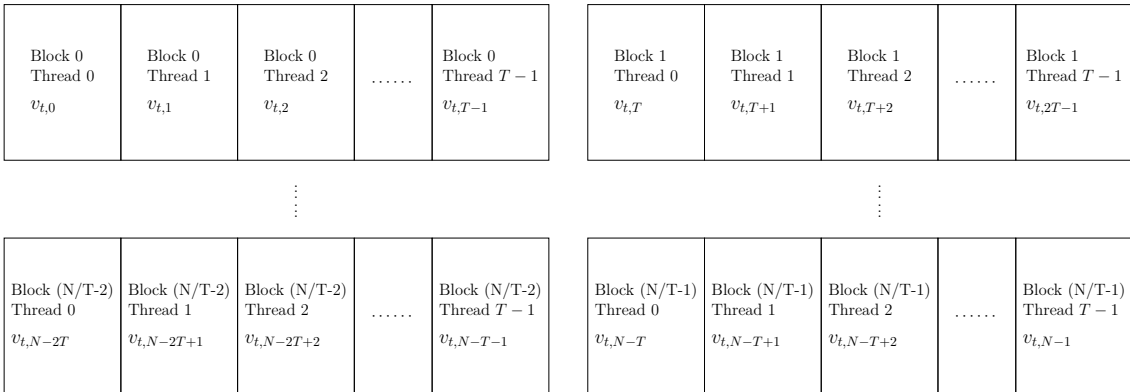 Block 0
Thread 0
v_{t,0}
Block 0
Thread 1
v_{t,1}
Block 0
Thread 2
v_{t,2}
......
Block 0
Thread T − 1
v_{t,T−1}
Block 1
Thread 0
v_{t,T}
Block 1
Thread 1
v_{t,T+1}
Block 1
Thread 2
v_{t,T+2}
......
Block 1
Thread T − 1
v_{t,2T−1}
Block (N/T-2)
Thread 0
v_{t,N−2T}
Block (N/T-2)
Thread 1
v_{t,N−2T+1}
Block (N/T-2)
Thread 2
v_{t,N−2T+2}
......
Block (N/T-2)
Thread T − 1
v_{t,N−T−1}
Block (N/T-1)
Thread 0
v_{t,N−T}
Block (N/T-1)
Thread 1
v_{t,N−T+1}
Block (N/T-1)
Thread 2
v_{t,N−T+2}
......
Block (N/T-1)
Thread T − 1
v_{t,N−1}